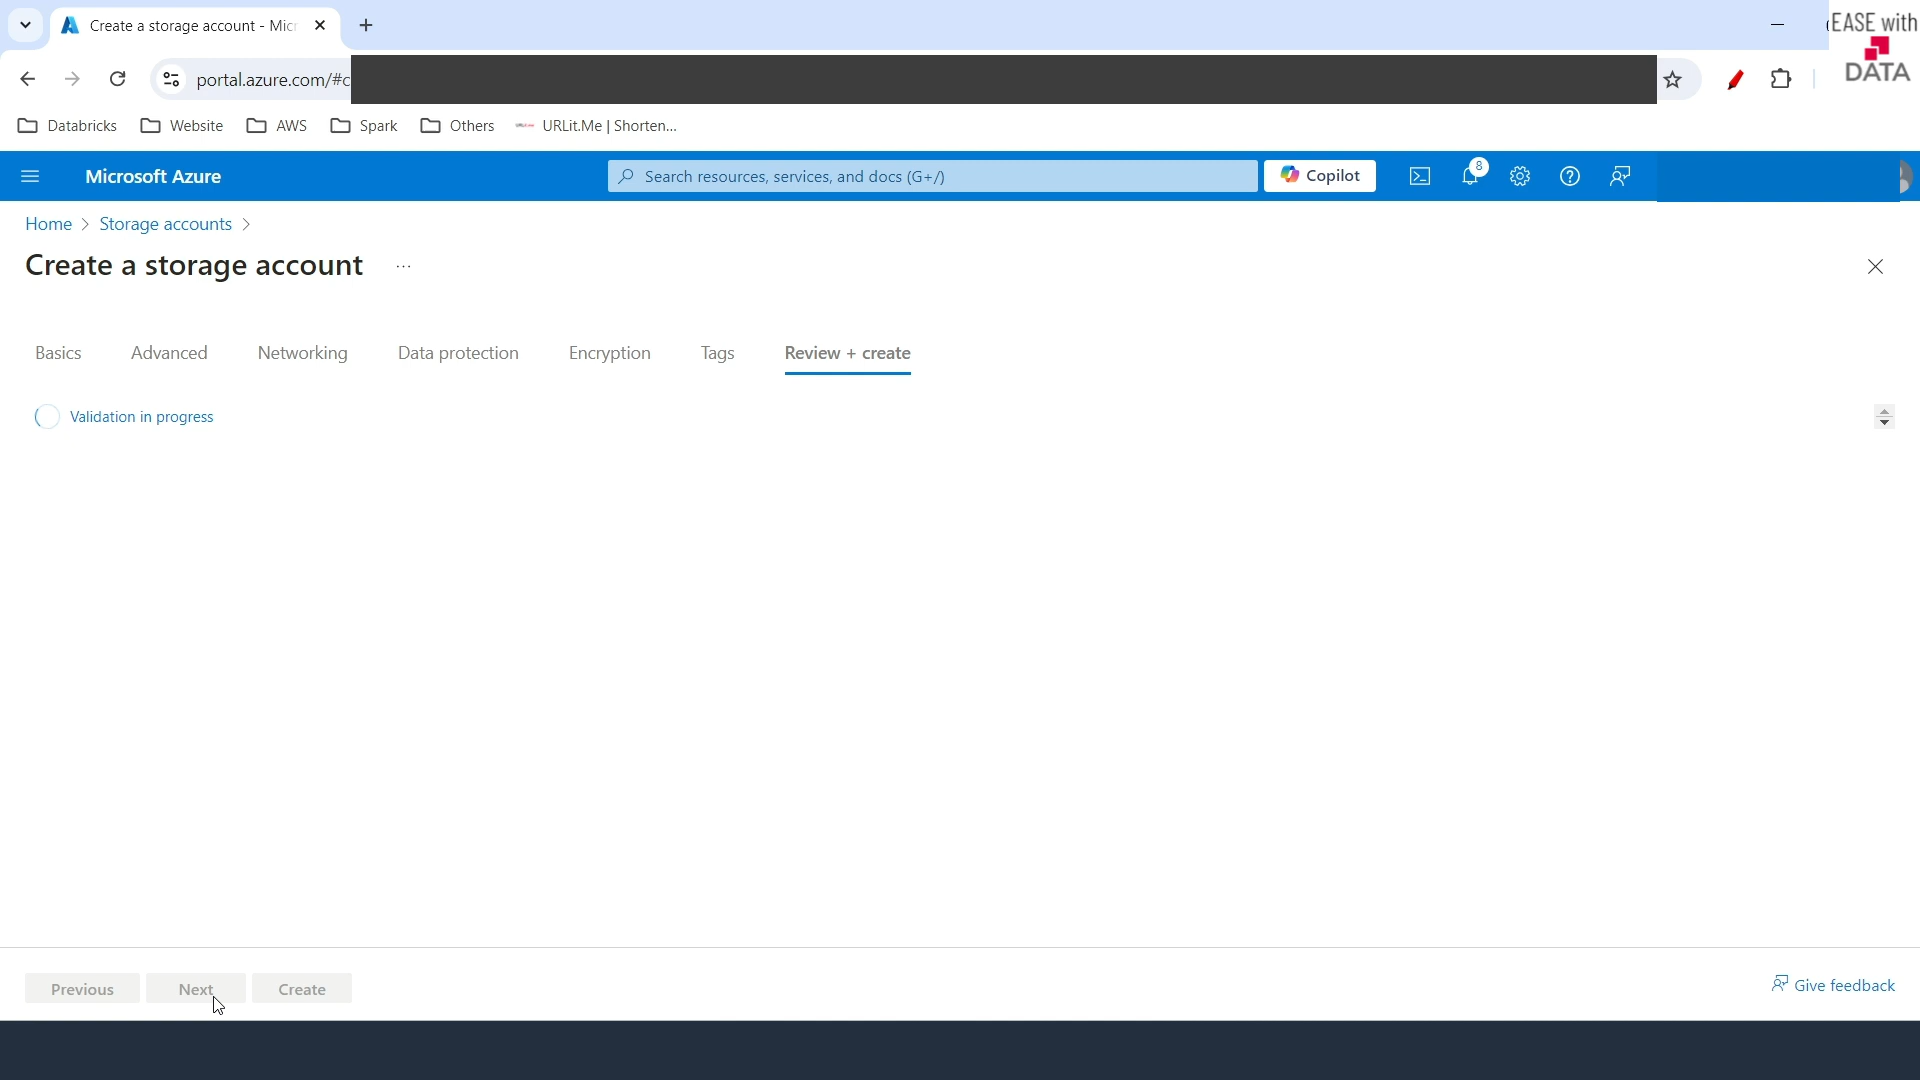 Create a storage account - Micr
EASE with
DATA
portal.azure.com/#c
Databricks
Website
AWS
Spark
Others
URLit.Me | Shorten...
Microsoft Azure
Search resources, services, and docs (G+/)
Copilot
8
Home > Storage accounts >
Create a storage account ...
Basics
Advanced
Networking
Data protection
Encryption
Tags
Review + create
Validation in progress
Previous
Next
Create
Give feedback